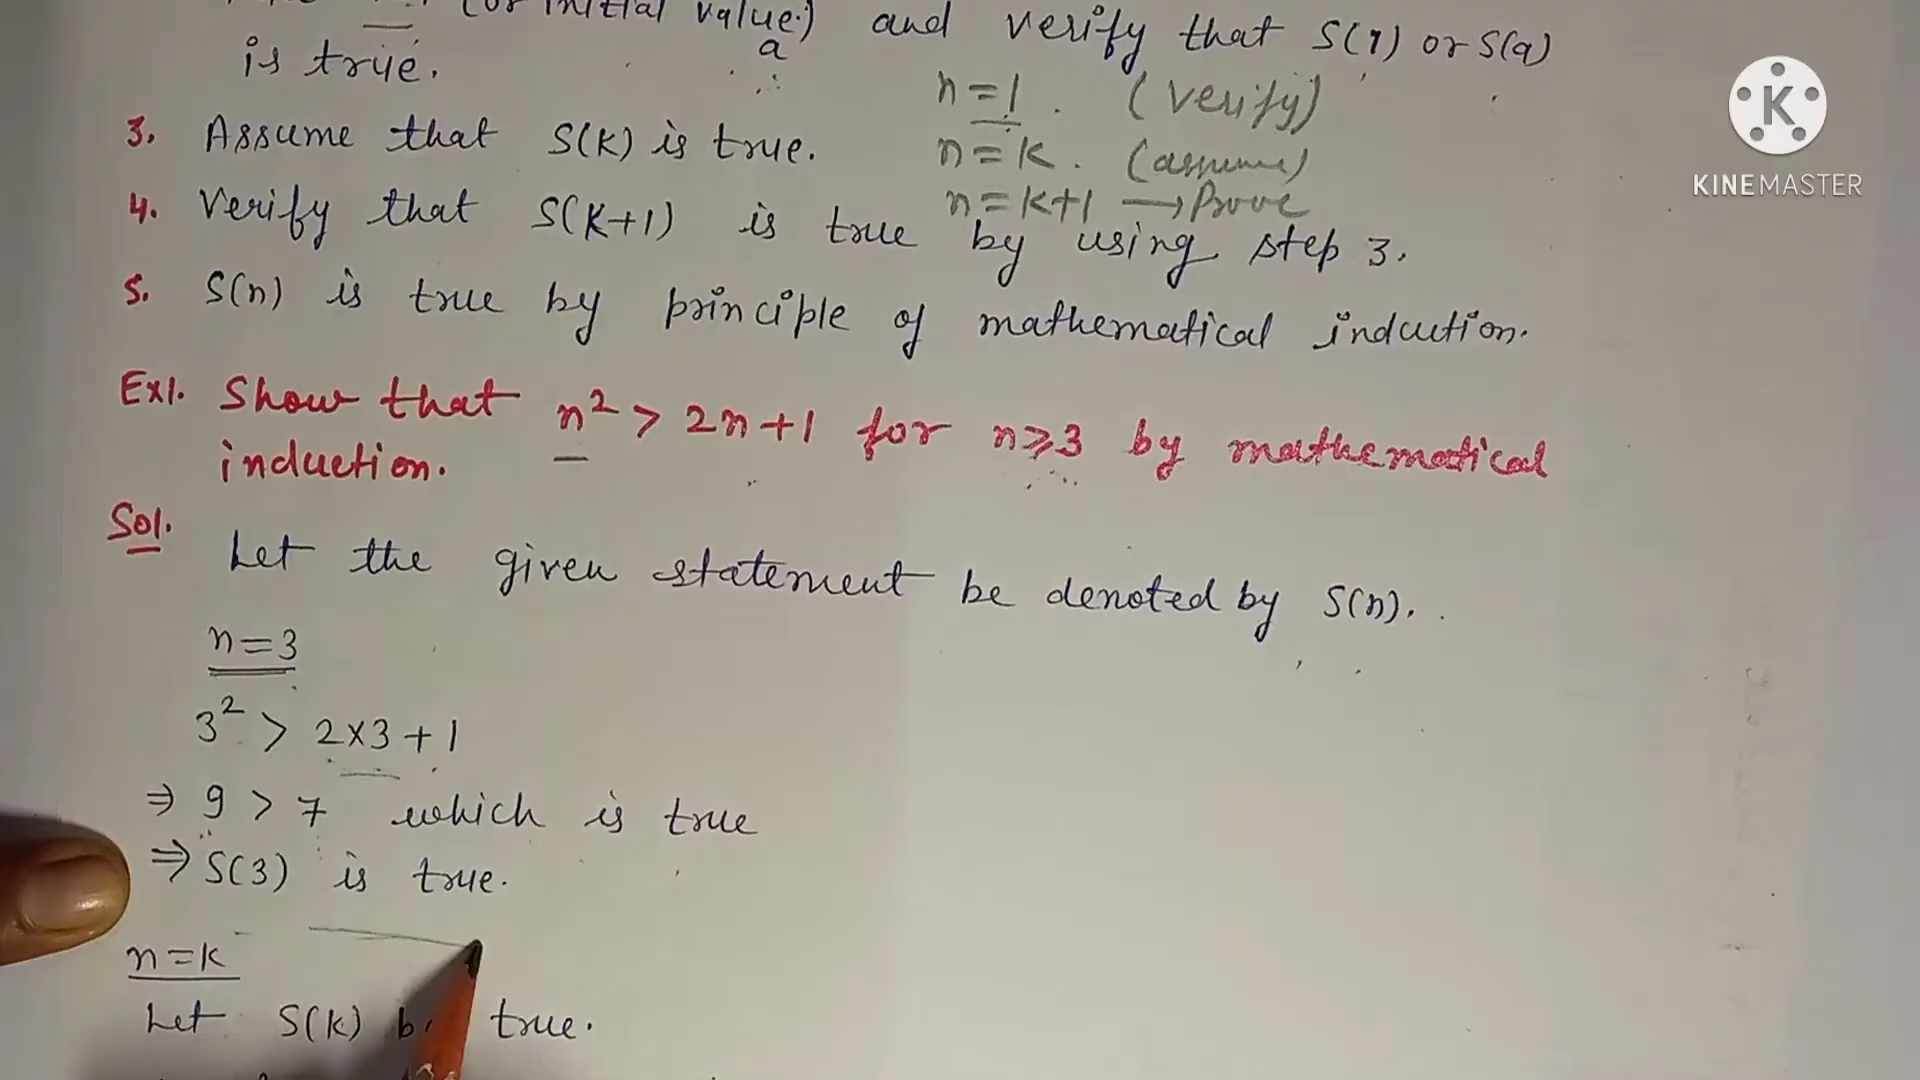 (or initial value.) and verify that S(1) or S(a)
a
is true.
n=1. (verify)
3. Assume that S(K) is true.
n=k. (assume)
4. Verify that S(K+1) is true by using step 3.
n=k+1 → Prove
5. S(n) is true by principle of mathematical induction.
Ex1. Show that n² > 2n+1 for n≥3 by mathematical
induction.
Sol.
Let the given statement be denoted by S(n).
n=3
3² > 2×3+1
⇒ 9 > 7 which is true
⇒ S(3) is true.
n=k
Let S(k) true.
K
KINEMASTER